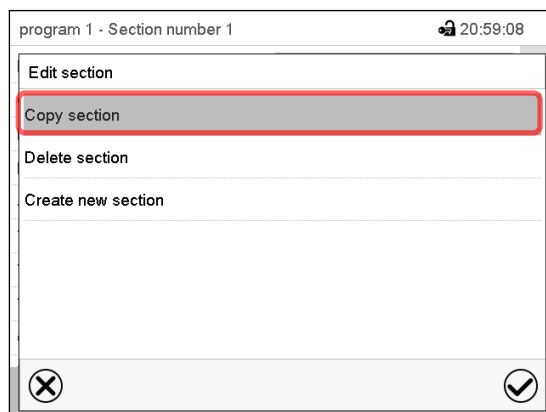 program 1 - Section number 1 20:59:08
Edit section
Copy section
Delete section
Create new section